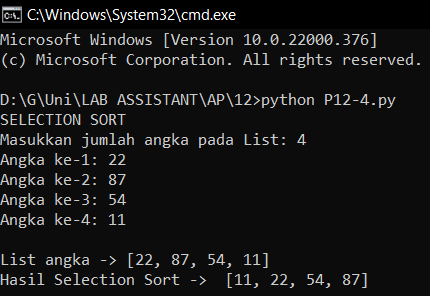 C:\Windows\System32\cmd.exe
Microsoft Windows [Version 10.0.22000.376]
(c) Microsoft Corporation. All rights reserved.
D:\G\Uni\LAB ASSISTANT\AP\12>python P12-4.py
SELECTION SORT
Masukkan jumlah angka pada List: 4
Angka ke-1: 22
Angka ke-2: 87
Angka ke-3: 54
Angka ke-4: 11
List angka -> [22, 87, 54, 11]
Hasil Selection Sort ->  [11, 22, 54, 87]